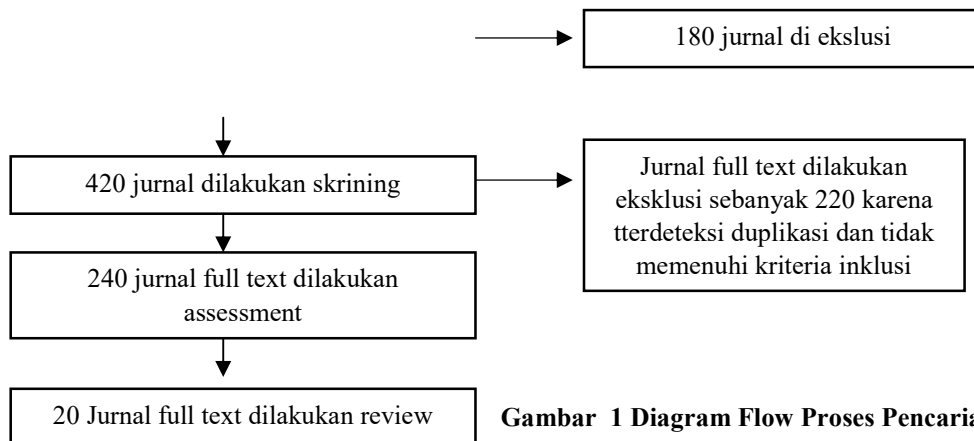 180 jurnal di ekslusi
420 jurnal dilakukan skrining
Jurnal full text dilakukan
eksklusi sebanyak 220 karena
tterdeteksi duplikasi dan tidak
memenuhi kriteria inklusi
240 jurnal full text dilakukan
assessment
20 Jurnal full text dilakukan review
Gambar 1 Diagram Flow Proses Pencaria